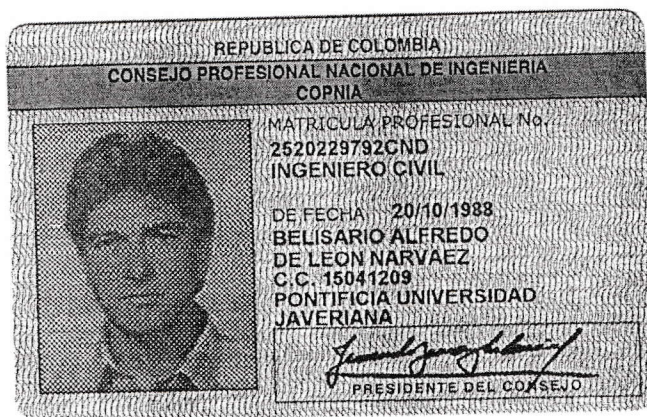 REPUBLICA DE COLOMBIA
CONSEJO PROFESIONAL NACIONAL DE INGENIERIA
COPNIA
MATRICULA PROFESIONAL No.
2520229792CND
INGENIERO CIVIL
DE FECHA 20/10/1988
BELISARIO ALFREDO
DE LEON NARVAEZ
C.C. 15041209
PONTIFICIA UNIVERSIDAD
JAVERIANA
PRESIDENTE DEL CONSEJO